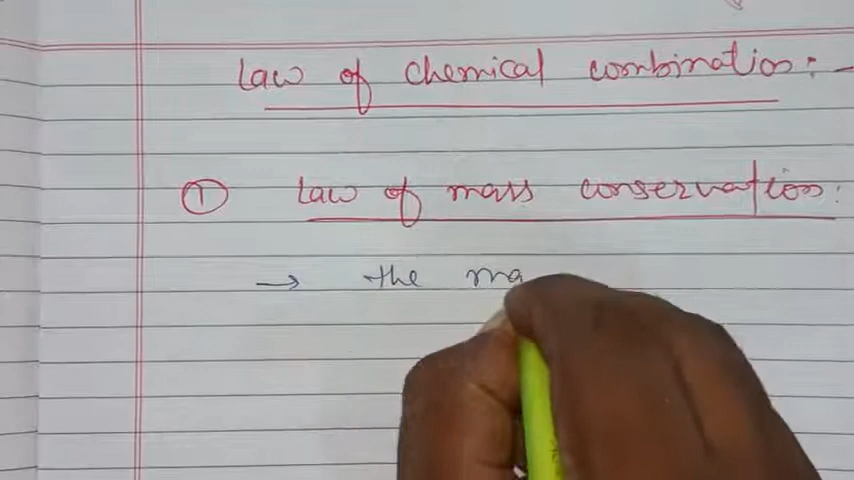 Law of chemical combination:-
① Law of mass conservation:
→ the ma